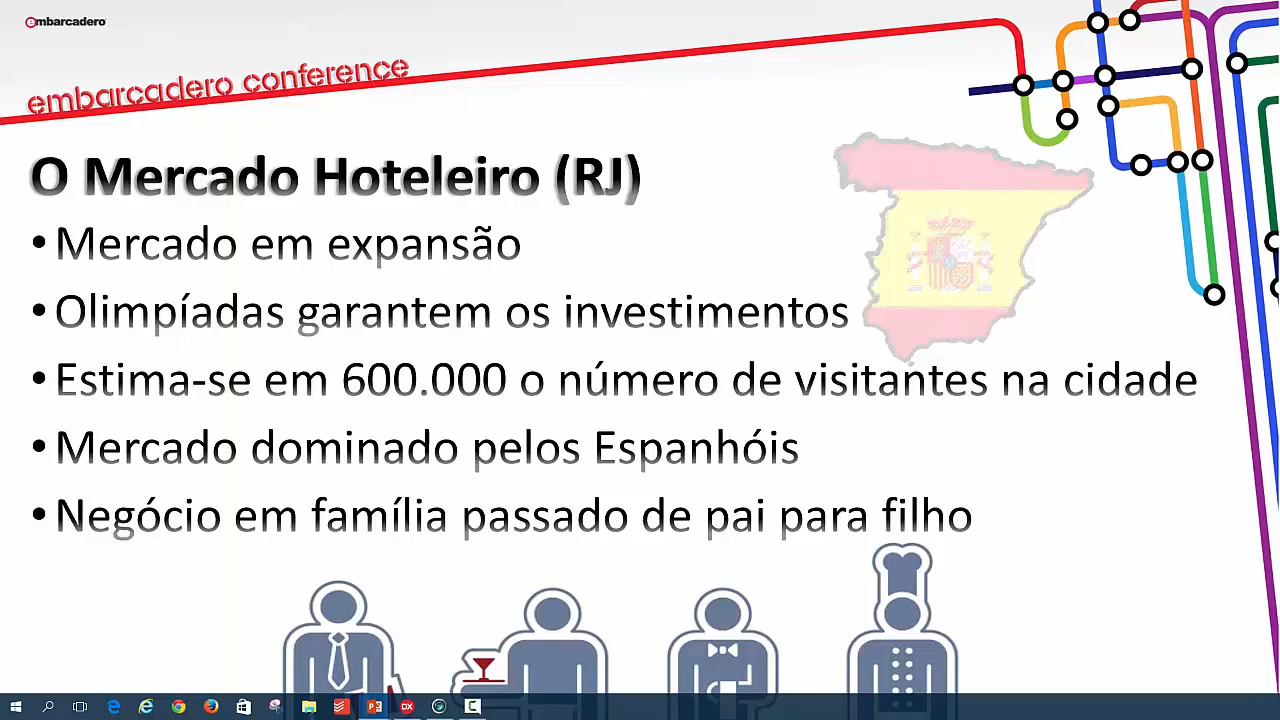 embarcadero
embarcadero conference
O Mercado Hoteleiro (RJ)
• Mercado em expansão
• Olimpíadas garantem os investimentos
• Estima-se em 600.000 o número de visitantes na cidade
• Mercado dominado pelos Espanhóis
• Negócio em família passado de pai para filho